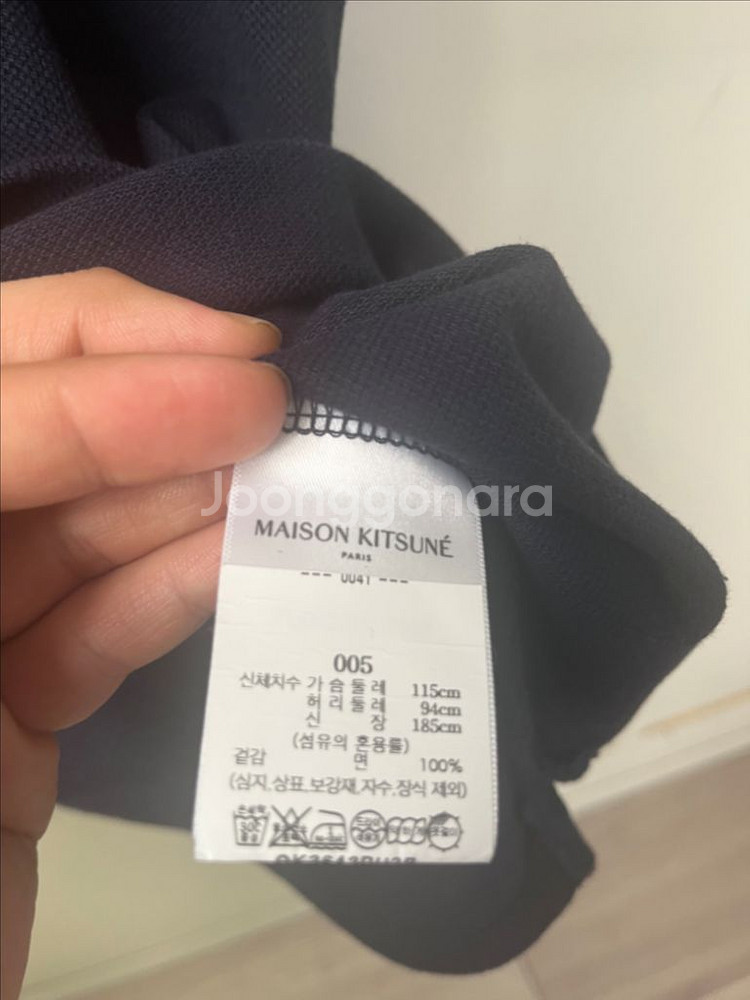 Joonggonara
MAISON KITSUNÉ
PARIS
--- 0041 ---
005
신체치수 가 슴 둘 레 115cm
허 리 둘 레 94cm
신 장 185cm
(섬유의 혼용률)
겉감 면 100%
(심지,상표,보강재,자수,장식 제외)